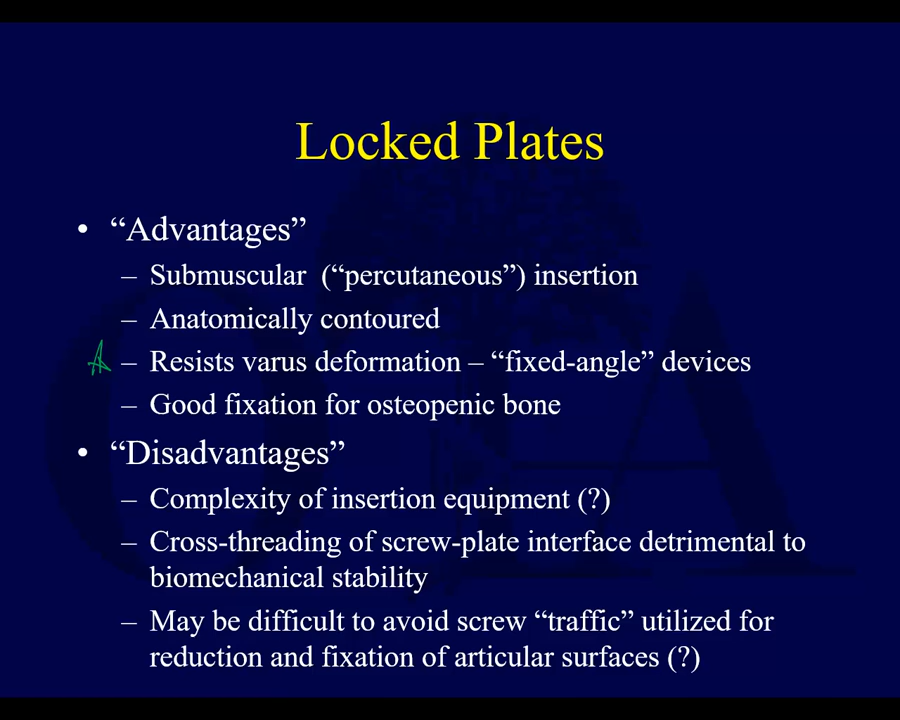 Locked Plates
• “Advantages”
– Submuscular (“percutaneous”) insertion
– Anatomically contoured
– Resists varus deformation – “fixed-angle” devices
– Good fixation for osteopenic bone
• “Disadvantages”
– Complexity of insertion equipment (?)
– Cross-threading of screw-plate interface detrimental to
biomechanical stability
– May be difficult to avoid screw “traffic” utilized for
reduction and fixation of articular surfaces (?)